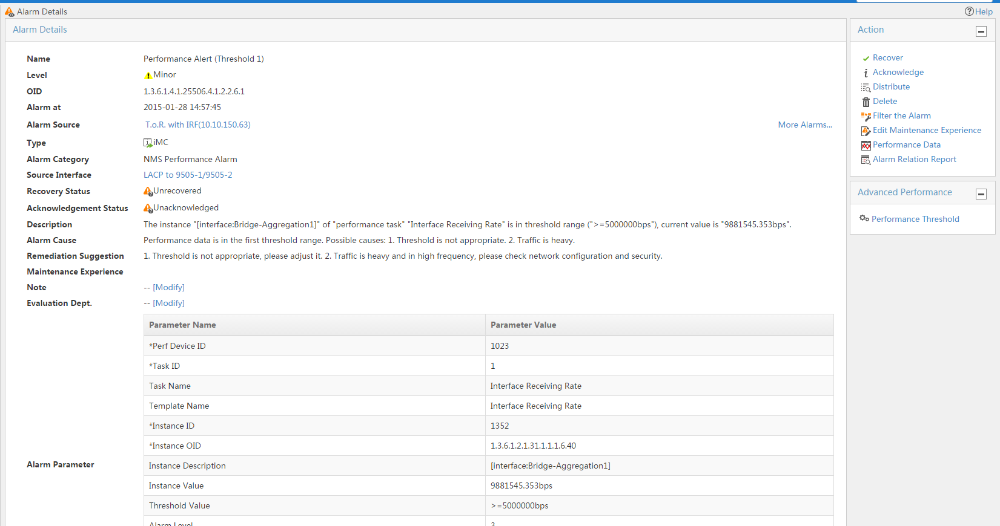 Alarm Details
Help
Alarm Details
Name Performance Alert (Threshold 1)
Level Minor
OID 1.3.6.1.4.1.25506.4.1.2.2.6.1
Alarm at 2015-01-28 14:57:45
Alarm Source T.o.R. with IRF(10.10.150.63) More Alarms...
Type iMC
Alarm Category NMS Performance Alarm
Source Interface LACP to 9505-1/9505-2
Recovery Status Unrecovered
Acknowledgement Status Unacknowledged
Description The instance "[interface:Bridge-Aggregation1]" of "performance task" "Interface Receiving Rate" is in threshold range (">=5000000bps"), current value is "9881545.353bps".
Alarm Cause Performance data is in the first threshold range. Possible causes: 1. Threshold is not appropriate. 2. Traffic is heavy.
Remediation Suggestion 1. Threshold is not appropriate, please adjust it. 2. Traffic is heavy and in high frequency, please check network configuration and security.
Maintenance Experience
Note -- [Modify]
Evaluation Dept. -- [Modify]
Parameter Name Parameter Value
*Perf Device ID 1023
*Task ID 1
Task Name Interface Receiving Rate
Template Name Interface Receiving Rate
*Instance ID 1352
*Instance OID 1.3.6.1.2.1.31.1.1.1.6.40
Alarm Parameter
Instance Description [interface:Bridge-Aggregation1]
Instance Value 9881545.353bps
Threshold Value >=5000000bps
Alarm Level 3
Action
Recover
Acknowledge
Distribute
Delete
Filter the Alarm
Edit Maintenance Experience
Performance Data
Alarm Relation Report
Advanced Performance
Performance Threshold